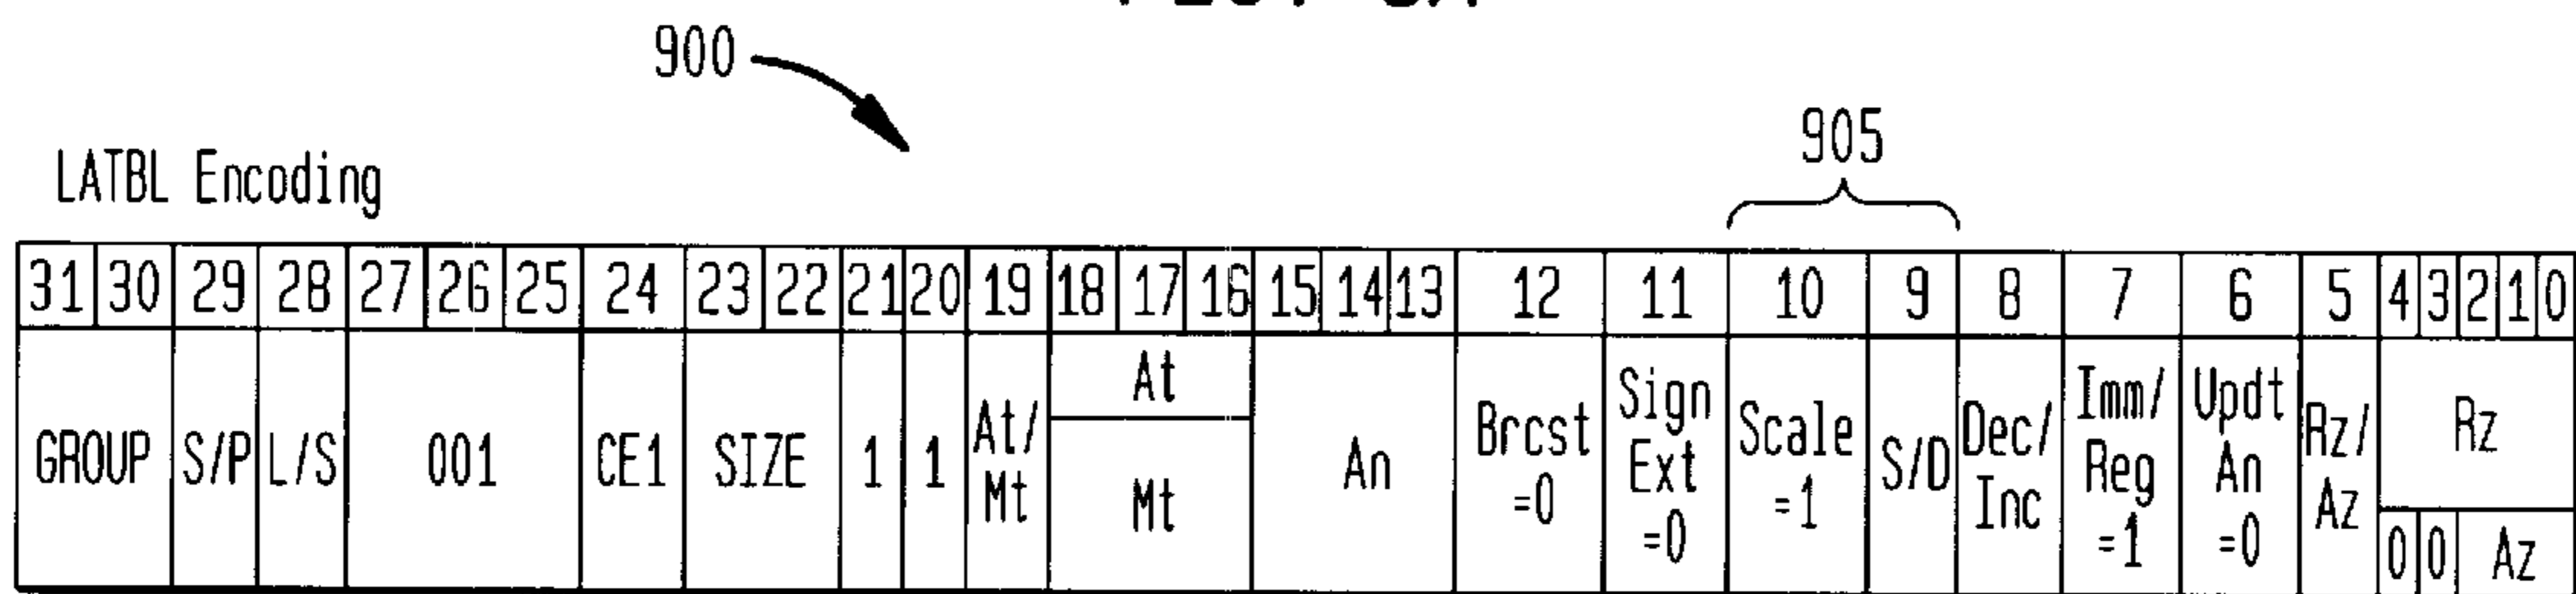 900
905
LATBL Encoding
31 30 29 28 27 26 25 24 23 22 21 20 19 18 17 16 15 14 13 12 11 10 9 8 7 6 5 4 3 2 1 0
GROUP S/P L/S 001 CE1 SIZE 1 1 At/Mt At An Brcst=0 Sign Ext=0 Scale=1 S/D Dec/Inc Imm/Reg=1 Updt An=0 Rz/Az Rz
Mt 0 0 Az